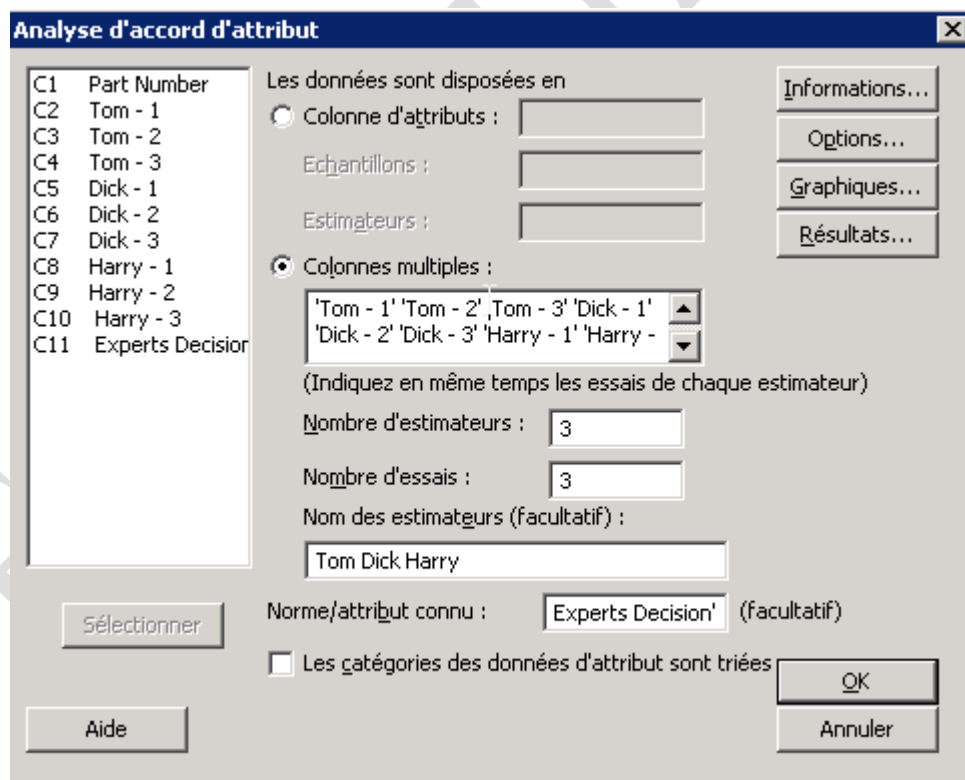 Analyse d'accord d'attribut
C1 Part Number
C2 Tom - 1
C3 Tom - 2
C4 Tom - 3
C5 Dick - 1
C6 Dick - 2
C7 Dick - 3
C8 Harry - 1
C9 Harry - 2
C10 Harry - 3
C11 Experts Decision
Les données sont disposées en
Colonne d'attributs :
Echantillons :
Estimateurs :
Colonnes multiples :
'Tom - 1' 'Tom - 2' ,Tom - 3' 'Dick - 1'
'Dick - 2' 'Dick - 3' 'Harry - 1' 'Harry -
(Indiquez en même temps les essais de chaque estimateur)
Nombre d'estimateurs : 3
Nombre d'essais : 3
Nom des estimateurs (facultatif) :
Tom Dick Harry
Norme/attribut connu : Experts Decision' (facultatif)
Les catégories des données d'attribut sont triées
Informations...
Options...
Graphiques...
Résultats...
Sélectionner
Aide
OK
Annuler